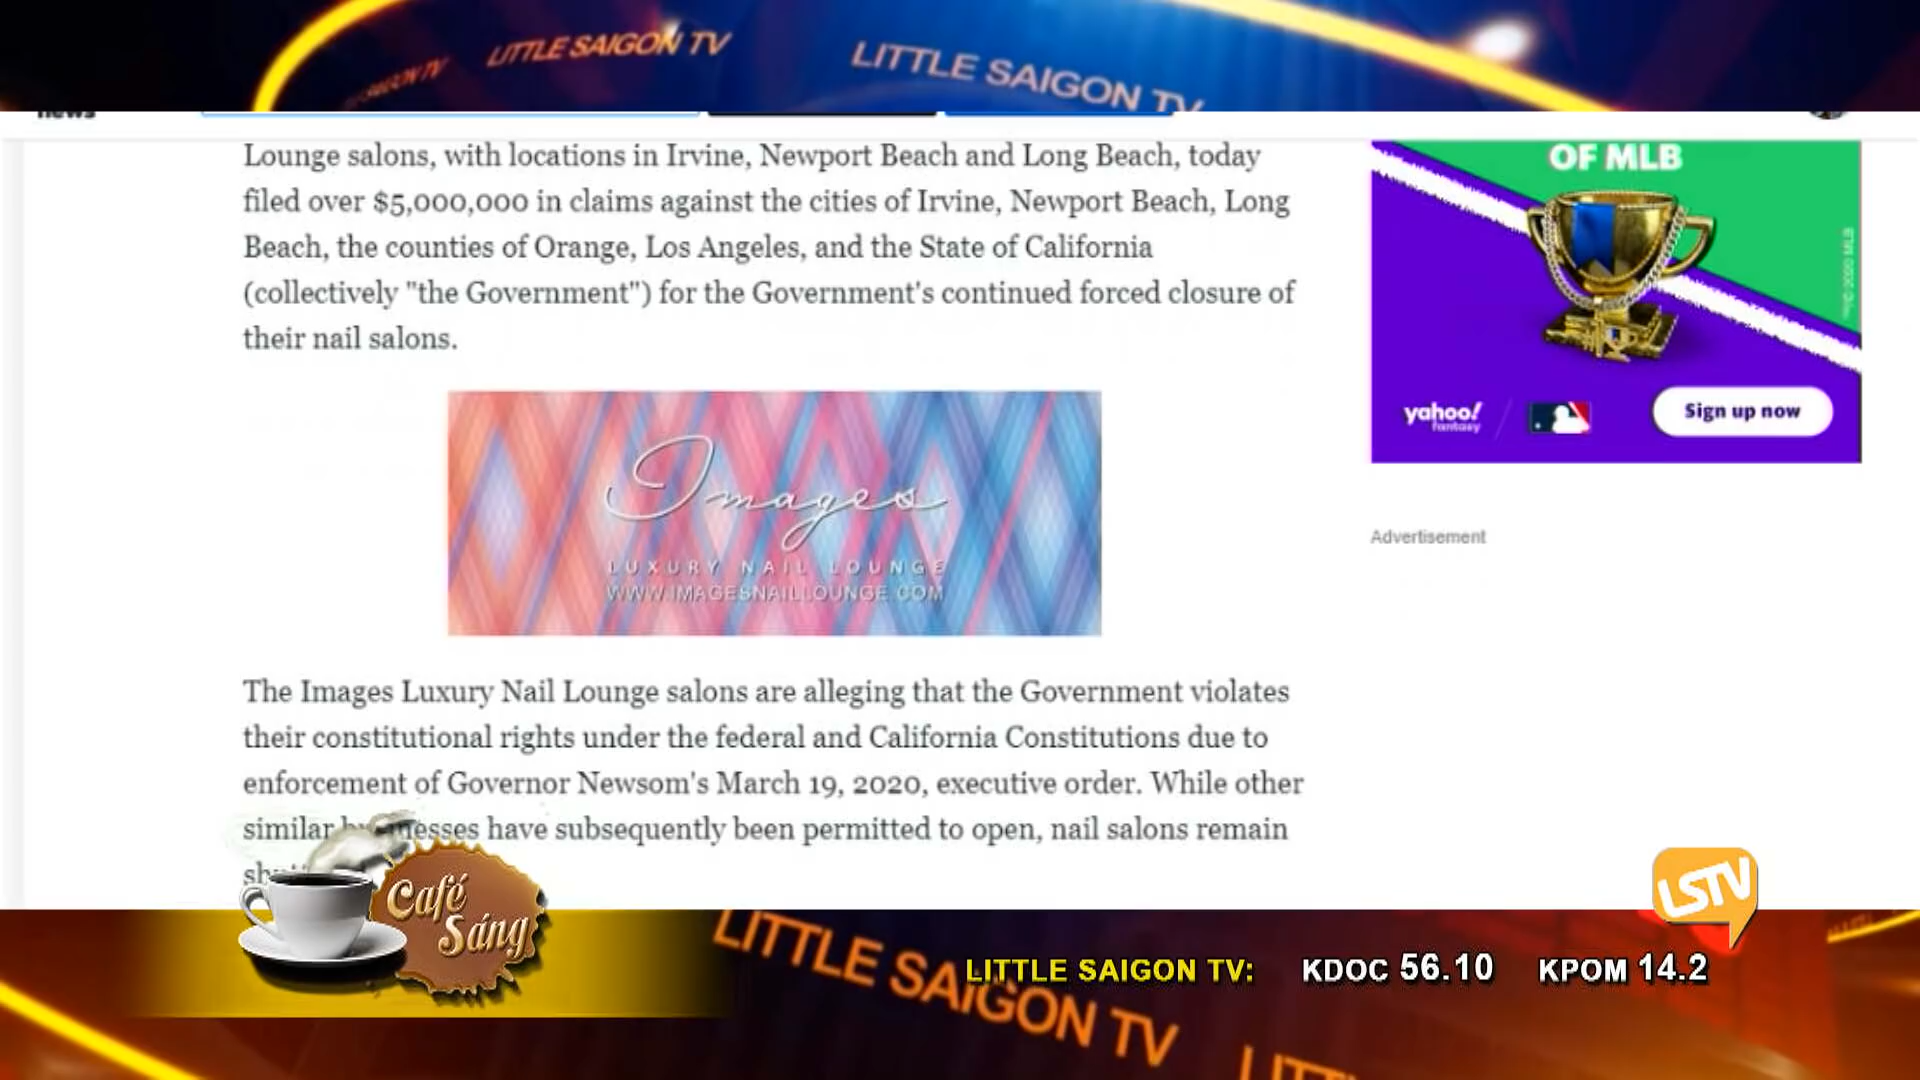 LITTLE SAIGON TV
LITTLE SAIGON TV
news
Lounge salons, with locations in Irvine, Newport Beach and Long Beach, today
filed over $5,000,000 in claims against the cities of Irvine, Newport Beach, Long
Beach, the counties of Orange, Los Angeles, and the State of California
(collectively "the Government") for the Government's continued forced closure of
their nail salons.
OF MLB
© 2020 MLB
yahoo!
fantasy
Sign up now
Advertisement
Images
LUXURY NAIL LOUNGE
WWW.IMAGESNAILLOUNGE.COM
The Images Luxury Nail Lounge salons are alleging that the Government violates
their constitutional rights under the federal and California Constitutions due to
enforcement of Governor Newsom's March 19, 2020, executive order. While other
similar businesses have subsequently been permitted to open, nail salons remain
Café
Sáng
LSTV
LITTLE SAIGON TV
LITTLE SAIGON TV: KDOC 56.10 KPOM 14.2